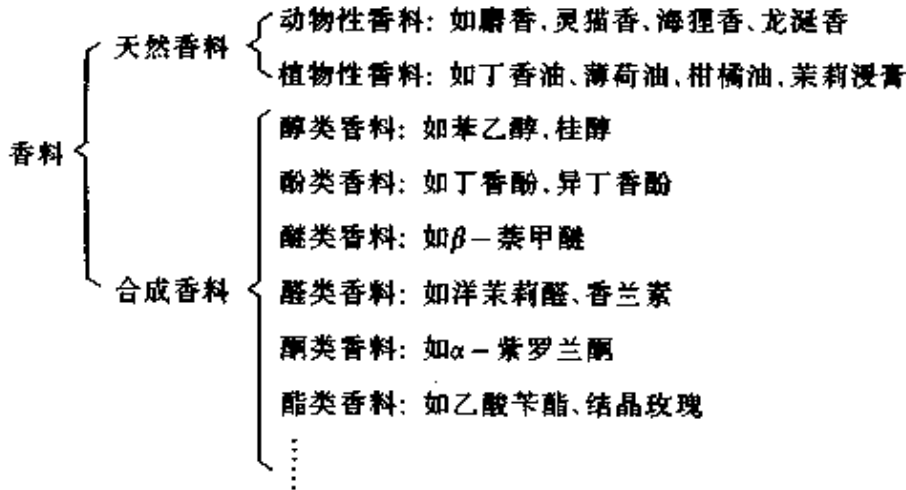 动物性香料: 如麝香、灵猫香、海狸香、龙涎香
天然香料
植物性香料: 如丁香油、薄荷油、柑橘油、茉莉浸膏
香料
醇类香料: 如苯乙醇、桂醇
酚类香料: 如丁香酚、异丁香酚
醚类香料: 如β-萘甲醚
合成香料
醛类香料: 如洋茉莉醛、香兰素
酮类香料: 如α-紫罗兰酮
酯类香料: 如乙酸苄酯、结晶玫瑰
⋮